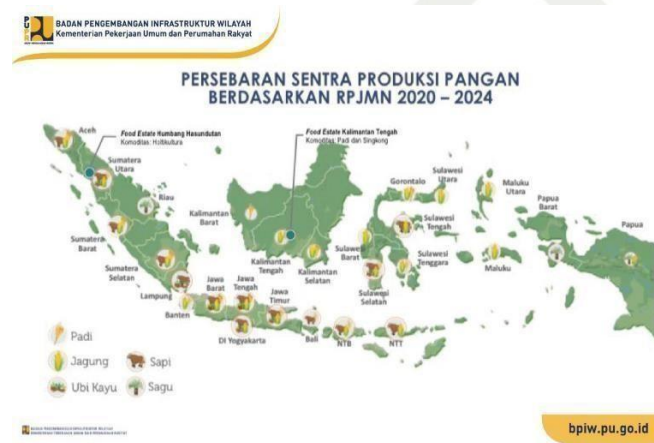 BADAN PENGEMBANGAN INFRASTRUKTUR WILAYAH
Kementerian Pekerjaan Umum dan Perumahan Rakyat
PERSEBARAN SENTRA PRODUKSI PANGAN
BERDASARKAN RPJMN 2020 – 2024
Aceh
Food Estate Humbang Hasundutan
Komoditas: Holtikultura
Food Estate Kalimantan Tengah
Komoditas: Padi dan Singkong
Sumatera
Utara
Riau
Sumatera
Barat
Sumatera
Selatan
Lampung
Banten
Jawa
Barat
Jawa
Tengah
Jawa
Timur
DI Yogyakarta
Bali
NTB
NTT
Kalimantan
Barat
Kalimantan
Tengah
Kalimantan
Selatan
Gorontalo
Sulawesi
Utara
Sulawesi
Tengah
Sulawesi
Barat
Sulawesi
Tenggara
Sulawesi
Selatan
Maluku
Utara
Maluku
Papua
Barat
Papua
Padi
Jagung
Sapi
Ubi Kayu
Sagu
bpiw.pu.go.id